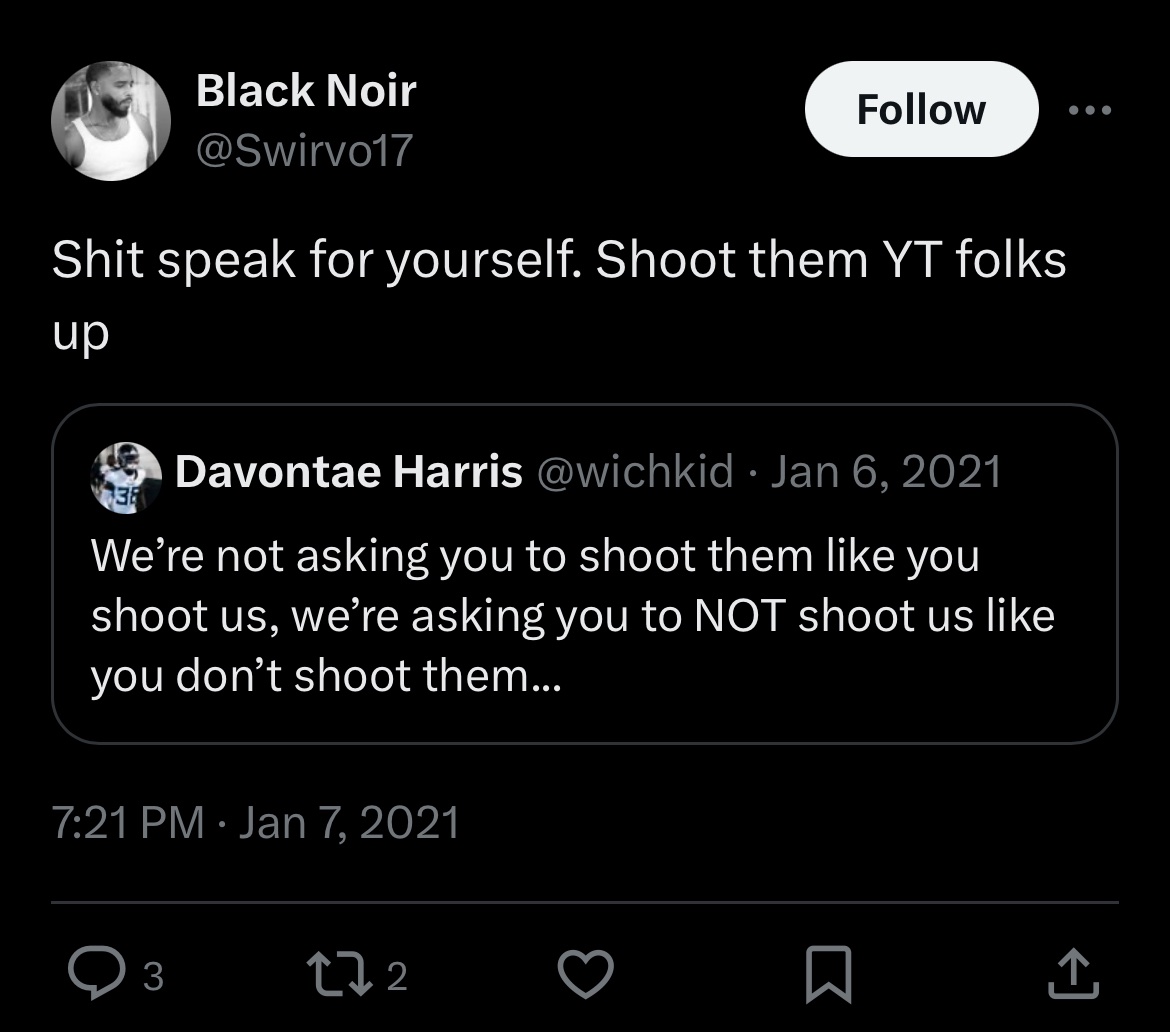 Black Noir
@Swirvo17
Follow
Shit speak for yourself. Shoot them YT folks
up
Davontae Harris @wichkid · Jan 6, 2021
We’re not asking you to shoot them like you
shoot us, we’re asking you to NOT shoot us like
you don’t shoot them...
7:21 PM · Jan 7, 2021
3
2